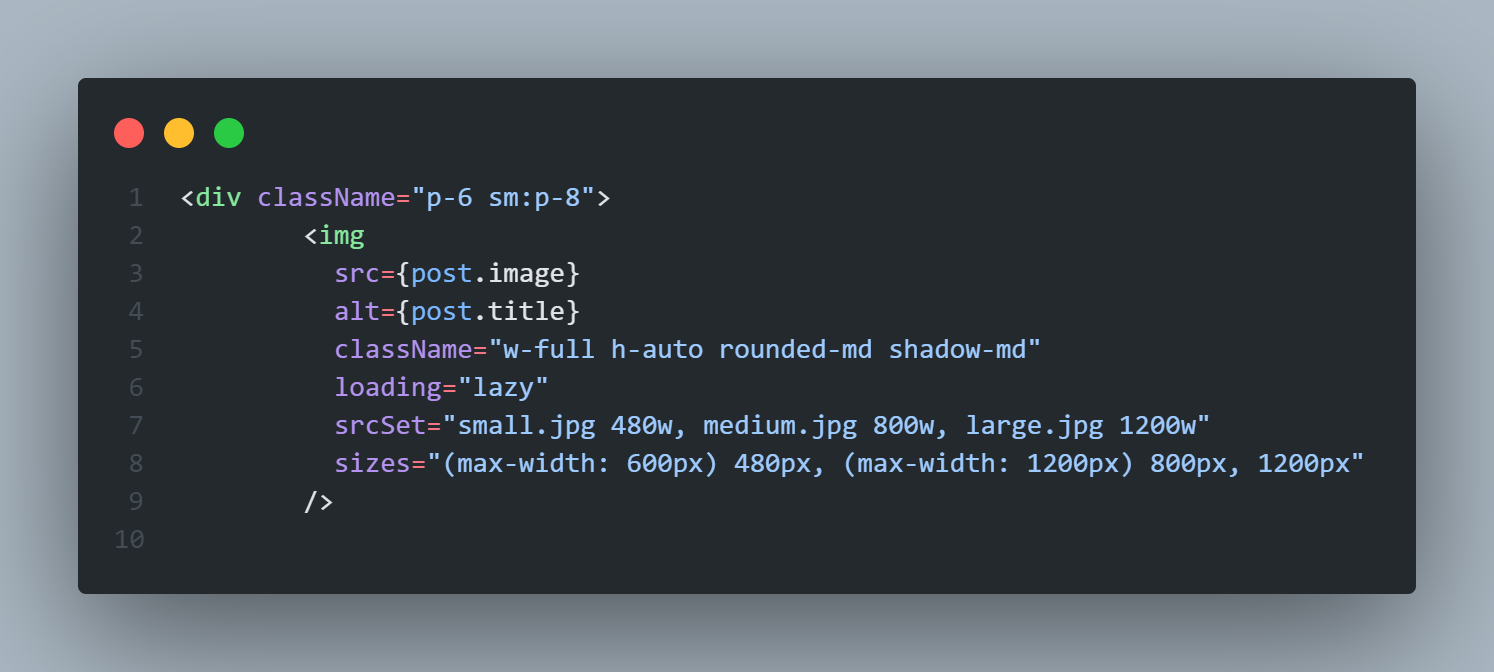 1 <div className="p-6 sm:p-8">
2         <img
3           src={post.image}
4           alt={post.title}
5           className="w-full h-auto rounded-md shadow-md"
6           loading="lazy"
7           srcSet="small.jpg 480w, medium.jpg 800w, large.jpg 1200w"
8           sizes="(max-width: 600px) 480px, (max-width: 1200px) 800px, 1200px"
9         />
10